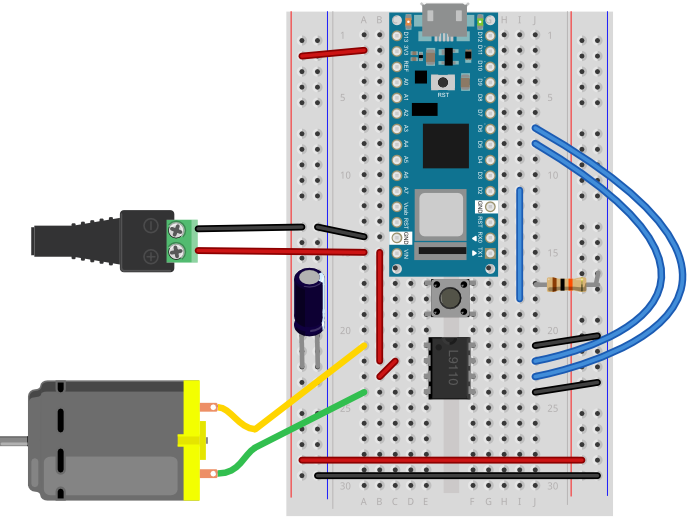 A B H I J
1 1
D13 D12
3V3 D11
REF D10
A0 D9
A1 D8
A2 D7
A3 D6
A4 D5
A5 D4
A6 D3
A7 D2
Vusb GND
RST RST
GND RX0
VIN TX1
RST
5 5
10 10
15 15
20 20
L9110
25 25
30 30
A B C D E F G H I J